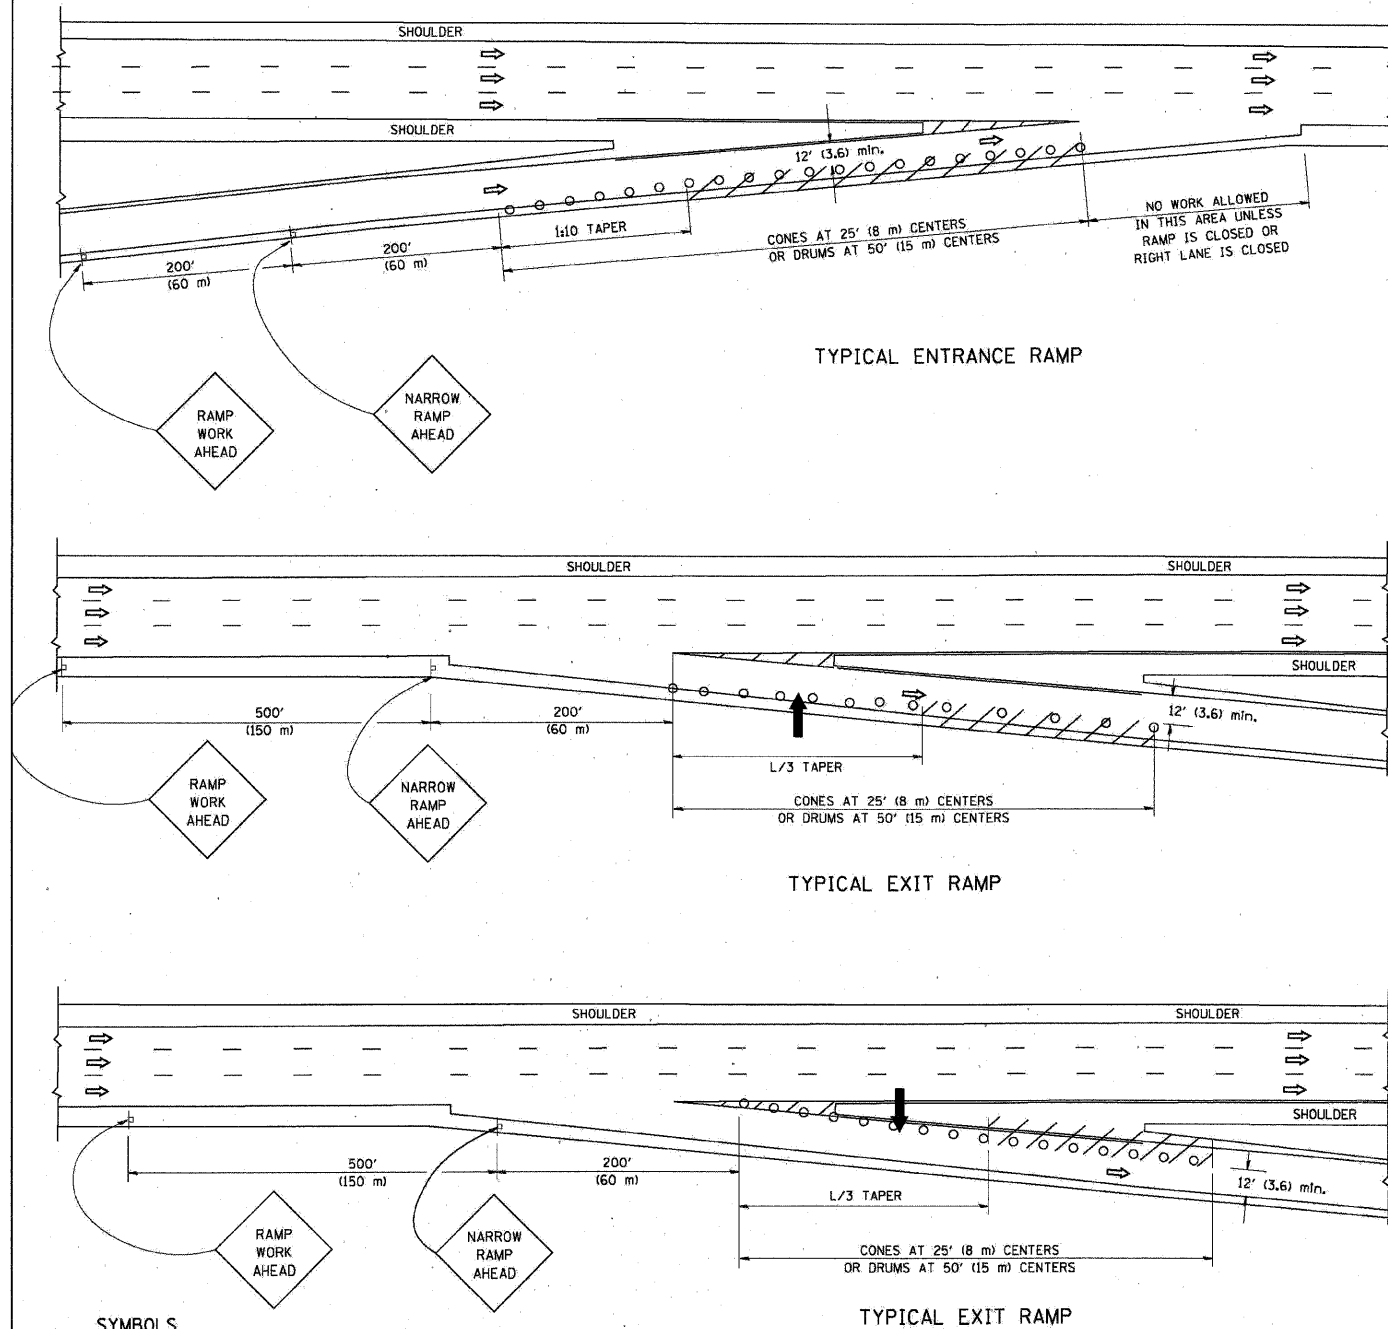 SHOULDER
SHOULDER
12' (3.6) min.
1:10 TAPER
200'
(60 m)
200'
(60 m)
CONES AT 25' (8 m) CENTERS
OR DRUMS AT 50' (15 m) CENTERS
NO WORK ALLOWED
IN THIS AREA UNLESS
RAMP IS CLOSED OR
RIGHT LANE IS CLOSED
TYPICAL ENTRANCE RAMP
RAMP
WORK
AHEAD
NARROW
RAMP
AHEAD
SHOULDER
SHOULDER
SHOULDER
500'
(150 m)
200'
(60 m)
12' (3.6) min.
L/3 TAPER
RAMP
WORK
AHEAD
NARROW
RAMP
AHEAD
CONES AT 25' (8 m) CENTERS
OR DRUMS AT 50' (15 m) CENTERS
TYPICAL EXIT RAMP
SHOULDER
SHOULDER
SHOULDER
500'
(150 m)
200'
(60 m)
12' (3.6) min.
L/3 TAPER
RAMP
WORK
AHEAD
NARROW
RAMP
AHEAD
CONES AT 25' (8 m) CENTERS
OR DRUMS AT 50' (15 m) CENTERS
TYPICAL EXIT RAMP
SYMBOLS